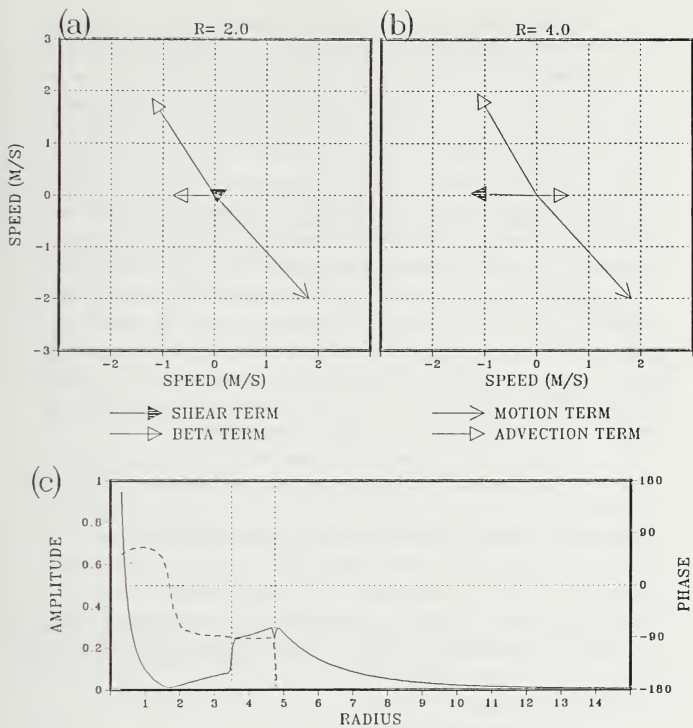 (a) R= 2.0
(b) R= 4.0
3
2
1
0
-1
-2
-3
SPEED (M/S)
-2 -1 0 1 2
-2 -1 0 1 2
SPEED (M/S) SPEED (M/S)
SHEAR TERM MOTION TERM
BETA TERM ADVECTION TERM
(c)
1 180
0.8 90
0.6
0
0.4
0.2 -90
0 -180
AMPLITUDE
PHASE
1 2 3 4 5 6 7 8 9 10 11 12 13 14
RADIUS